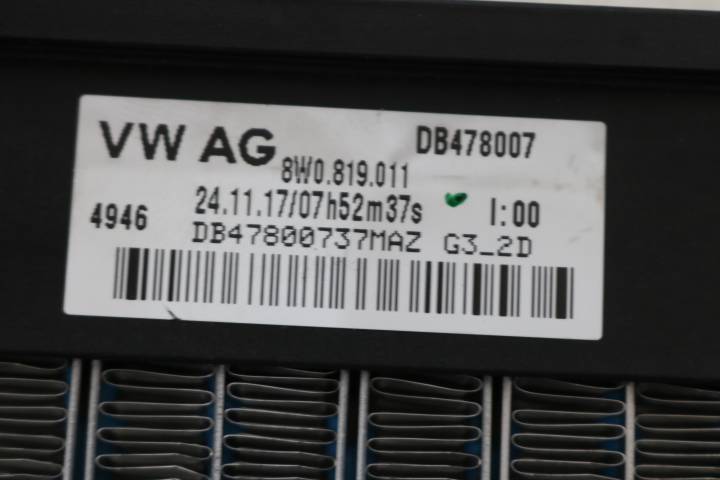 VW AG DB478007
8W0.819.011
24.11.17/07h52m37s I:00
4946
DB47800737MAZ G3_2D